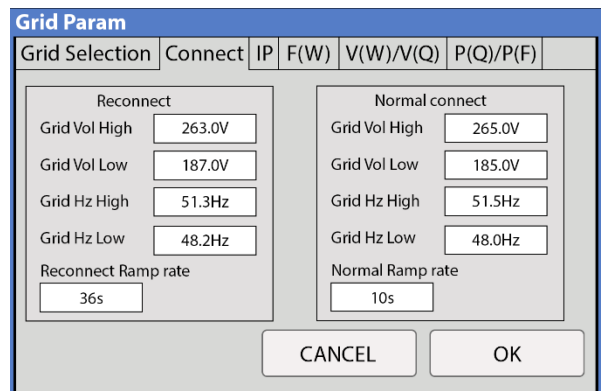 Grid Param
Grid Selection Connect IP F(W) V(W)/V(Q) P(Q)/P(F)
Reconnect
Grid Vol High 263.0V
Grid Vol Low 187.0V
Grid Hz High 51.3Hz
Grid Hz Low 48.2Hz
Reconnect Ramp rate
36s
Normal connect
Grid Vol High 265.0V
Grid Vol Low 185.0V
Grid Hz High 51.5Hz
Grid Hz Low 48.0Hz
Normal Ramp rate
10s
CANCEL OK